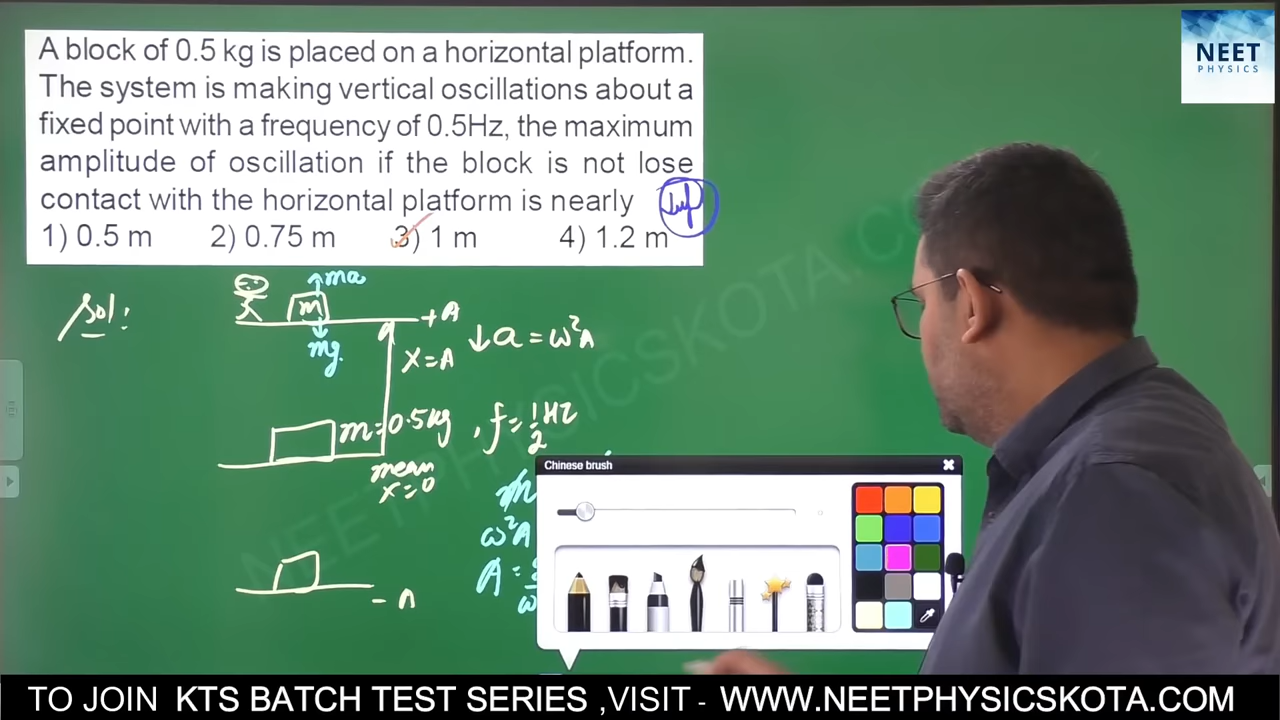 NEET
PHYSICS
A block of 0.5 kg is placed on a horizontal platform.
The system is making vertical oscillations about a
fixed point with a frequency of 0.5Hz, the maximum
amplitude of oscillation if the block is not lose
contact with the horizontal platform is nearly
Imp
1) 0.5 m 2) 0.75 m 3) 1 m 4) 1.2 m
Sol:
ma
m
+A
mg.
x=A
↓a = ω²A
m=0.5kg, f=1/2 Hz
mean
x=0
ω²A
A =
ω
-A
Chinese brush
NEETPHYSICSKOTA.COM
TO JOIN KTS BATCH TEST SERIES ,VISIT - WWW.NEETPHYSICSKOTA.COM